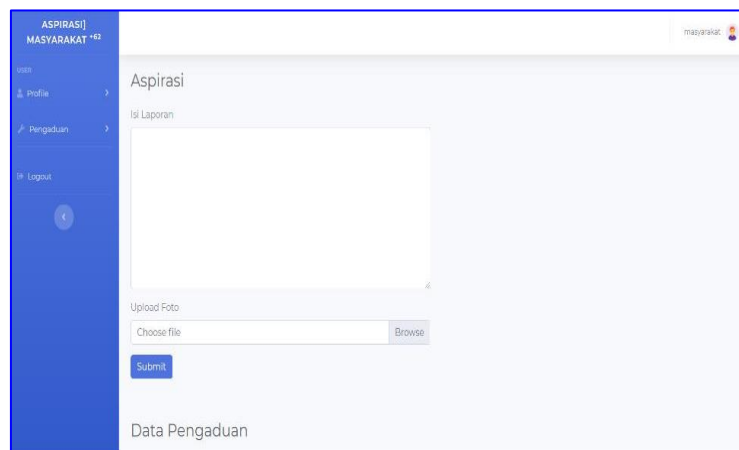 ASPIRASI]
MASYARAKAT +62
masyarakat
USER
Profile
Pengaduan
Logout
Aspirasi
Isi Laporan
Upload Foto
Choose file
Browse
Submit
Data Pengaduan